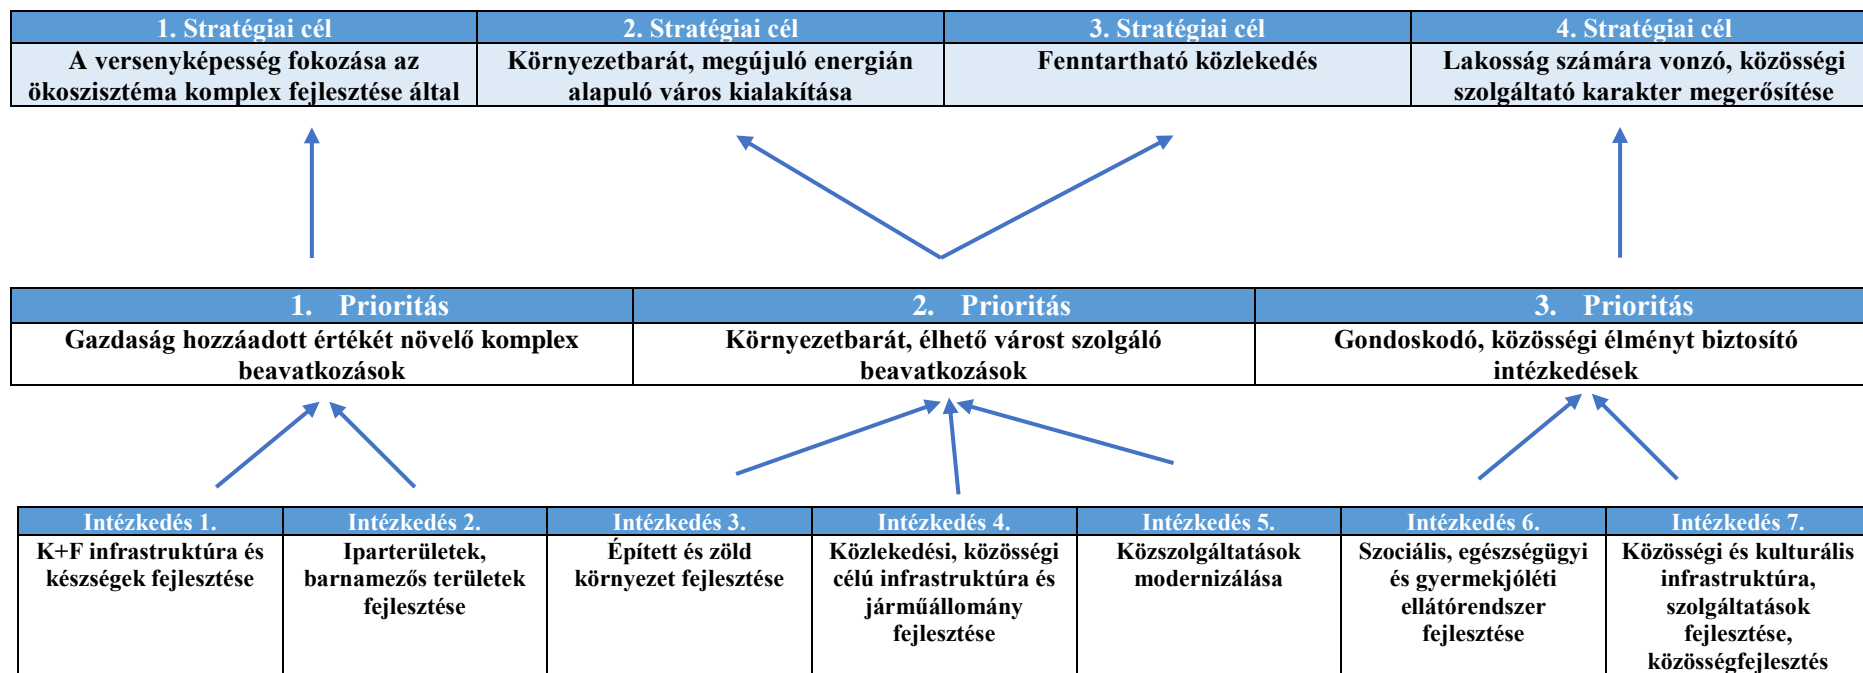 1. Stratégiai cél
2. Stratégiai cél
3. Stratégiai cél
4. Stratégiai cél
A versenyképesség fokozása az
ökoszisztéma komplex fejlesztése által
Környezetbarát, megújuló energián
alapuló város kialakítása
Fenntartható közlekedés
Lakosság számára vonzó, közösségi
szolgáltató karakter megerősítése
1. Prioritás
2. Prioritás
3. Prioritás
Gazdaság hozzáadott értékét növelő komplex
beavatkozások
Környezetbarát, élhető várost szolgáló
beavatkozások
Gondoskodó, közösségi élményt biztosító
intézkedések
Intézkedés 1.
Intézkedés 2.
Intézkedés 3.
Intézkedés 4.
Intézkedés 5.
Intézkedés 6.
Intézkedés 7.
K+F infrastruktúra és
készségek fejlesztése
Iparterületek,
barnamezős területek
fejlesztése
Épített és zöld
környezet fejlesztése
Közlekedési, közösségi
célú infrastruktúra és
járműállomány
fejlesztése
Közszolgáltatások
modernizálása
Szociális, egészségügyi
és gyermekjóléti
ellátórendszer
fejlesztése
Közösségi és kulturális
infrastruktúra,
szolgáltatások
fejlesztése,
közösségfejlesztés